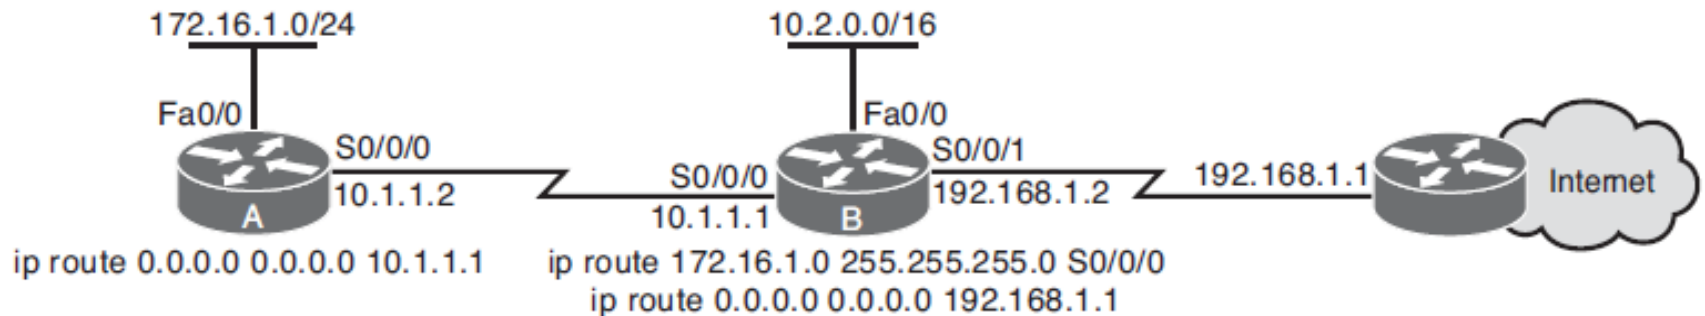 172.16.1.0/24
10.2.0.0/16
Fa0/0
Fa0/0
S0/0/0
S0/0/1
S0/0/0
192.168.1.1
Internet
10.1.1.2
192.168.1.2
10.1.1.1
A
B
ip route 0.0.0.0 0.0.0.0 10.1.1.1
ip route 172.16.1.0 255.255.255.0 S0/0/0
ip route 0.0.0.0 0.0.0.0 192.168.1.1